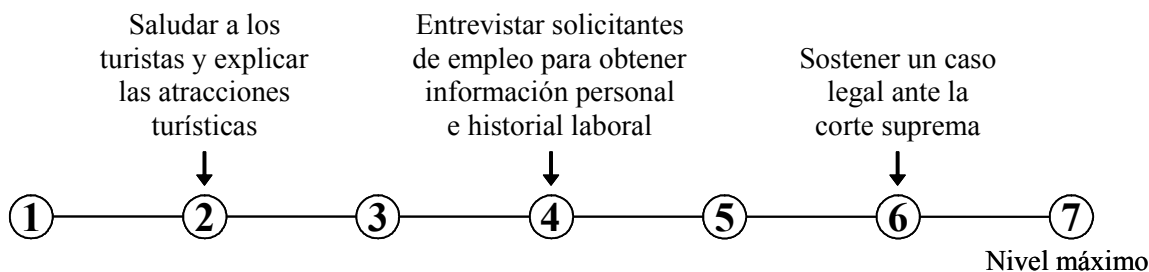 Saludar a los
turistas y explicar
las atracciones
turísticas
Entrevistar solicitantes
de empleo para obtener
información personal
e historial laboral
Sostener un caso
legal ante la
corte suprema
1 2 3 4 5 6 7
Nivel máximo